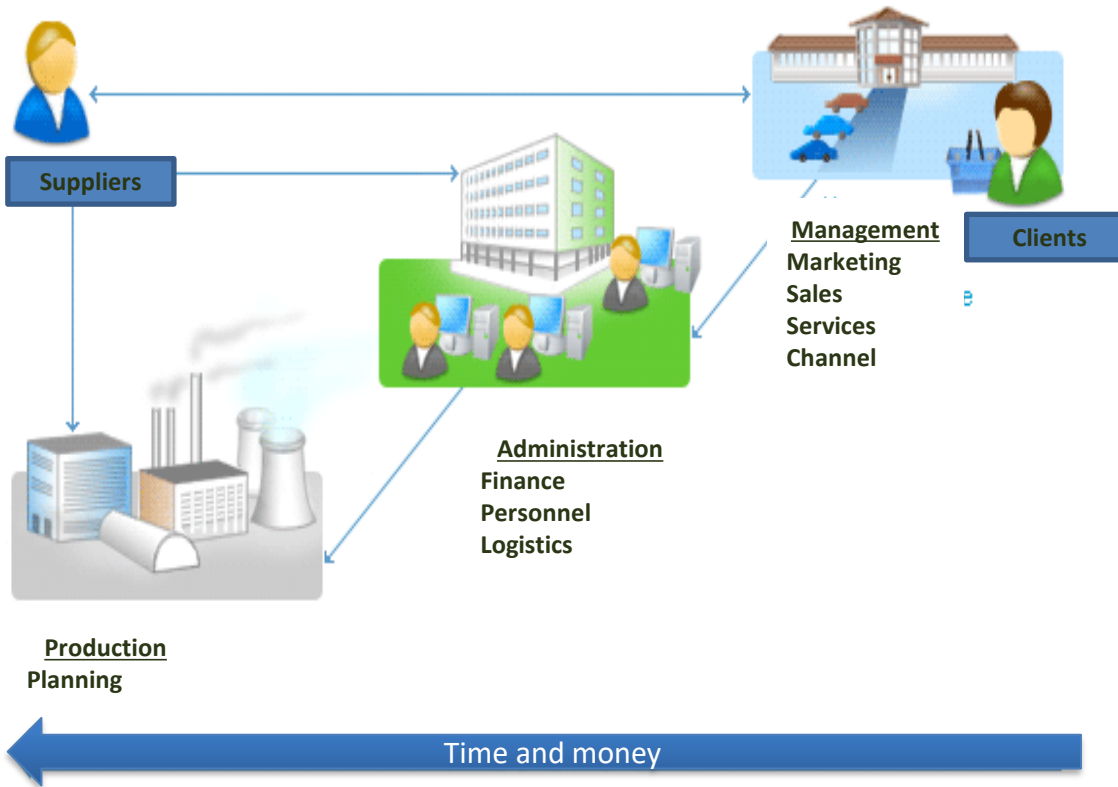 Suppliers
Clients
Management
Marketing
Sales
Services
Channel
e
Administration
Finance
Personnel
Logistics
Production
Planning
Time and money